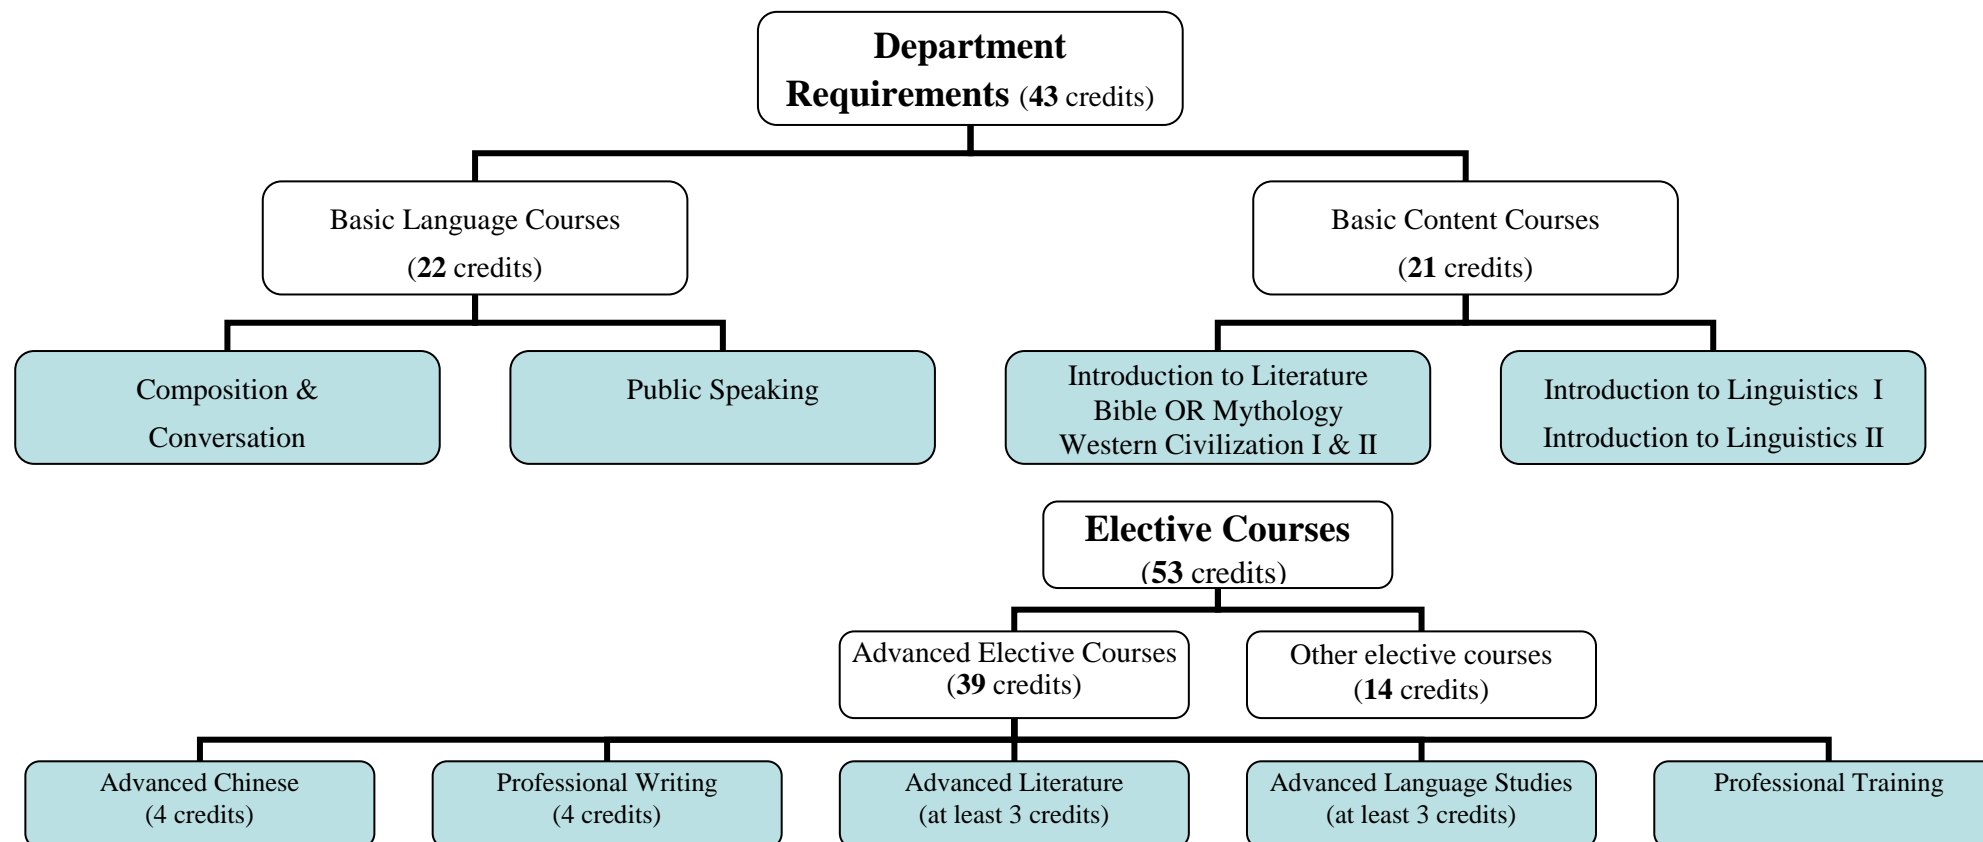 Department
Requirements (43 credits)
Basic Language Courses
(22 credits)
Basic Content Courses
(21 credits)
Composition &
Conversation
Public Speaking
Introduction to Literature
Bible OR Mythology
Western Civilization I & II
Introduction to Linguistics I
Introduction to Linguistics II
Elective Courses
(53 credits)
Advanced Elective Courses
(39 credits)
Other elective courses
(14 credits)
Advanced Chinese
(4 credits)
Professional Writing
(4 credits)
Advanced Literature
(at least 3 credits)
Advanced Language Studies
(at least 3 credits)
Professional Training